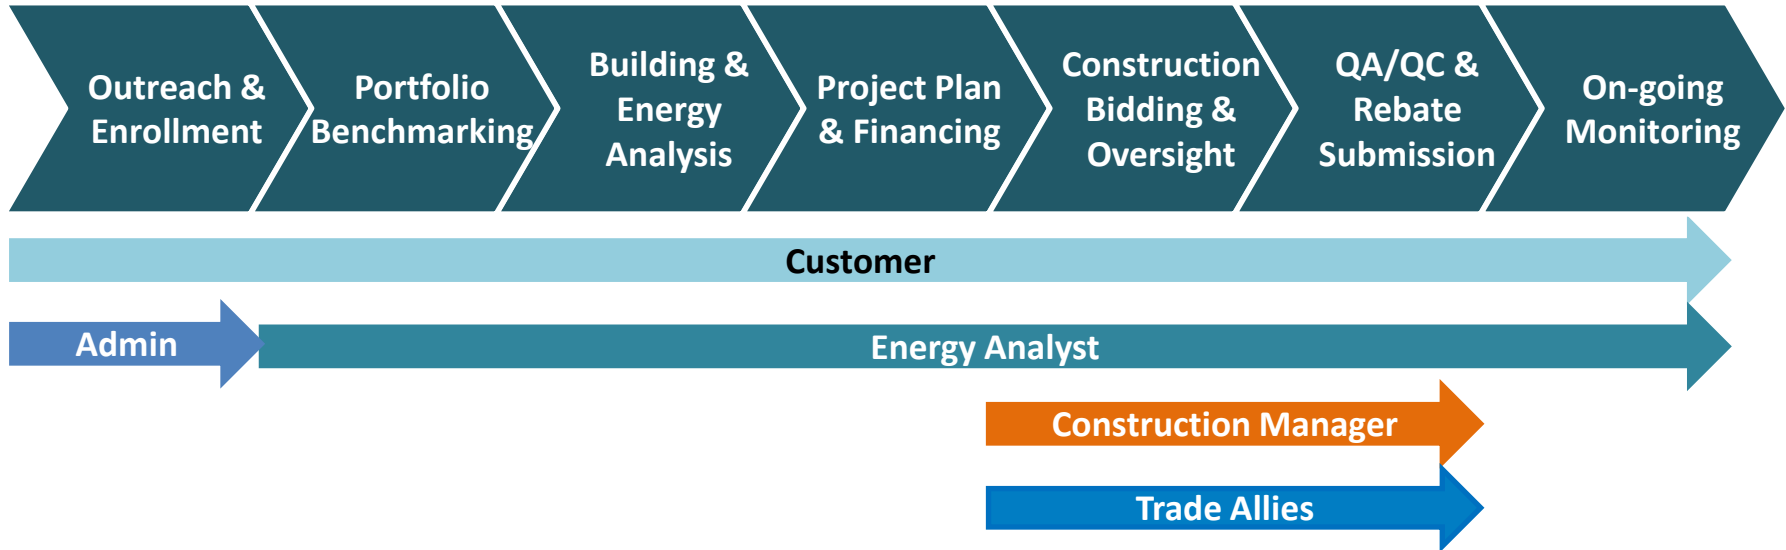 Outreach &
Enrollment
Portfolio
Benchmarking
Building &
Energy
Analysis
Project Plan
& Financing
Construction
Bidding &
Oversight
QA/QC &
Rebate
Submission
On-going
Monitoring
Customer
Admin
Energy Analyst
Construction Manager
Trade Allies